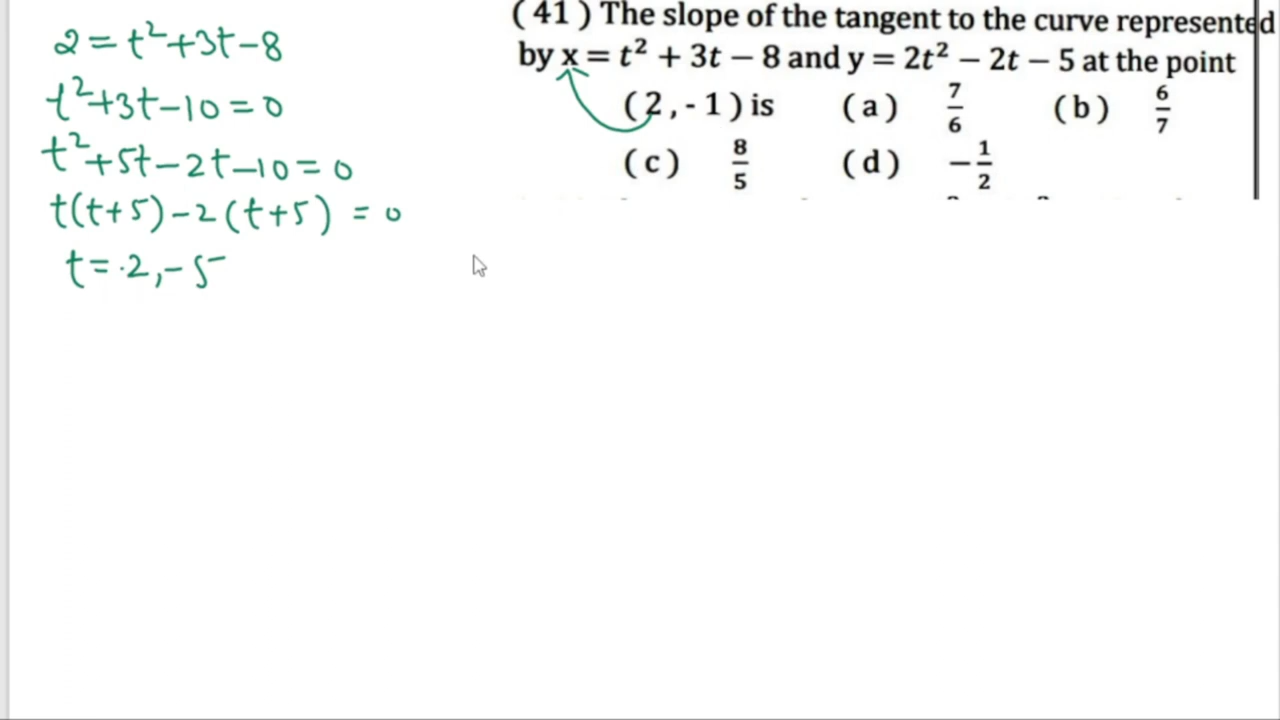 2 = t²+3t-8
t²+3t-10 = 0
t²+5t-2t-10 = 0
t(t+5)-2(t+5) = 0
t = 2, -5
( 41 ) The slope of the tangent to the curve represented
by x = t² + 3t − 8 and y = 2t² − 2t − 5 at the point
( 2 , - 1 ) is ( a ) 7/6 ( b ) 6/7
( c ) 8/5 ( d ) −1/2